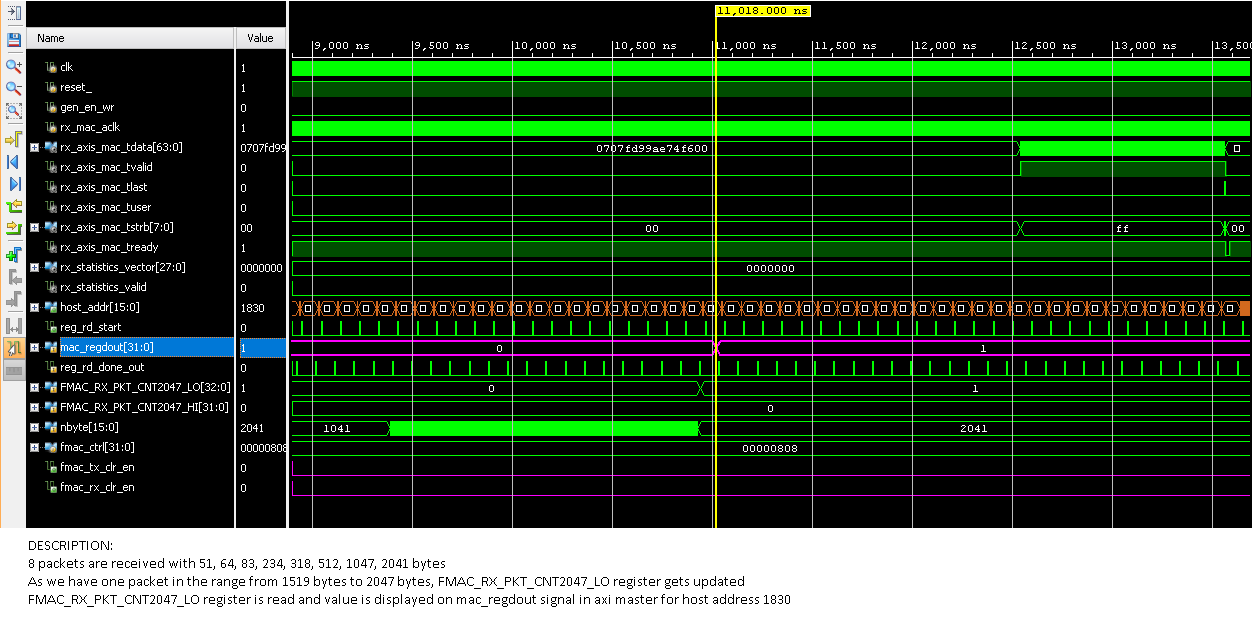 11,018.000 ns
Name Value
9,000 ns 9,500 ns 10,000 ns 10,500 ns 11,000 ns 11,500 ns 12,000 ns 12,500 ns 13,000 ns 13,500
clk 1
reset_ 1
gen_en_wr 0
rx_mac_aclk 1
rx_axis_mac_tdata[63:0] 0707fd99 0707fd99ae74f600
rx_axis_mac_tvalid 0
rx_axis_mac_tlast 0
rx_axis_mac_tuser 0
rx_axis_mac_tstrb[7:0] 00 00 ff 00
rx_axis_mac_tready 1
rx_statistics_vector[27:0] 0000000 0000000
rx_statistics_valid 0
host_addr[15:0] 1830
reg_rd_start 0
mac_regdout[31:0] 1 0 1
reg_rd_done_out 0
FMAC_RX_PKT_CNT2047_LO[32:0] 1 0 1
FMAC_RX_PKT_CNT2047_HI[31:0] 0 0
nbyte[15:0] 2041 1041 2041
fmac_ctrl[31:0] 00000808 00000808
fmac_tx_clr_en 0
fmac_rx_clr_en 0
DESCRIPTION:
8 packets are received with 51, 64, 83, 234, 318, 512, 1047, 2041 bytes
As we have one packet in the range from 1519 bytes to 2047 bytes, FMAC_RX_PKT_CNT2047_LO register gets updated
FMAC_RX_PKT_CNT2047_LO register is read and value is displayed on mac_regdout signal in axi master for host address 1830